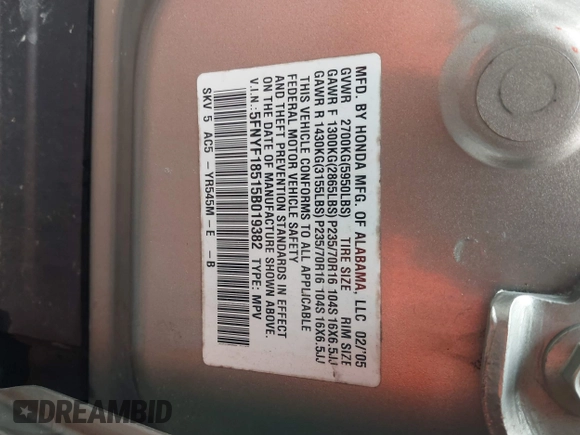 MFD. BY HONDA MFG. OF ALABAMA, LLC 02/05
GVWR 2700KG(5950LBS) TIRE SIZE RIM SIZE
GAWR F 1300KG(2865LBS) P235/70R16 104S 16X6.5JJ
GAWR R 1430KG(3155LBS) P235/70R16 104S 16X6.5JJ
THIS VEHICLE CONFORMS TO ALL APPLICABLE
FEDERAL MOTOR VEHICLE SAFETY
AND THEFT PREVENTION STANDARDS IN EFFECT
ON THE DATE OF MANUFACTURE SHOWN ABOVE.
V.I.N.:5FNYF18515B019382 TYPE: MPV
SKV 5 AC5 - YR545M - E - B
DREAMBID